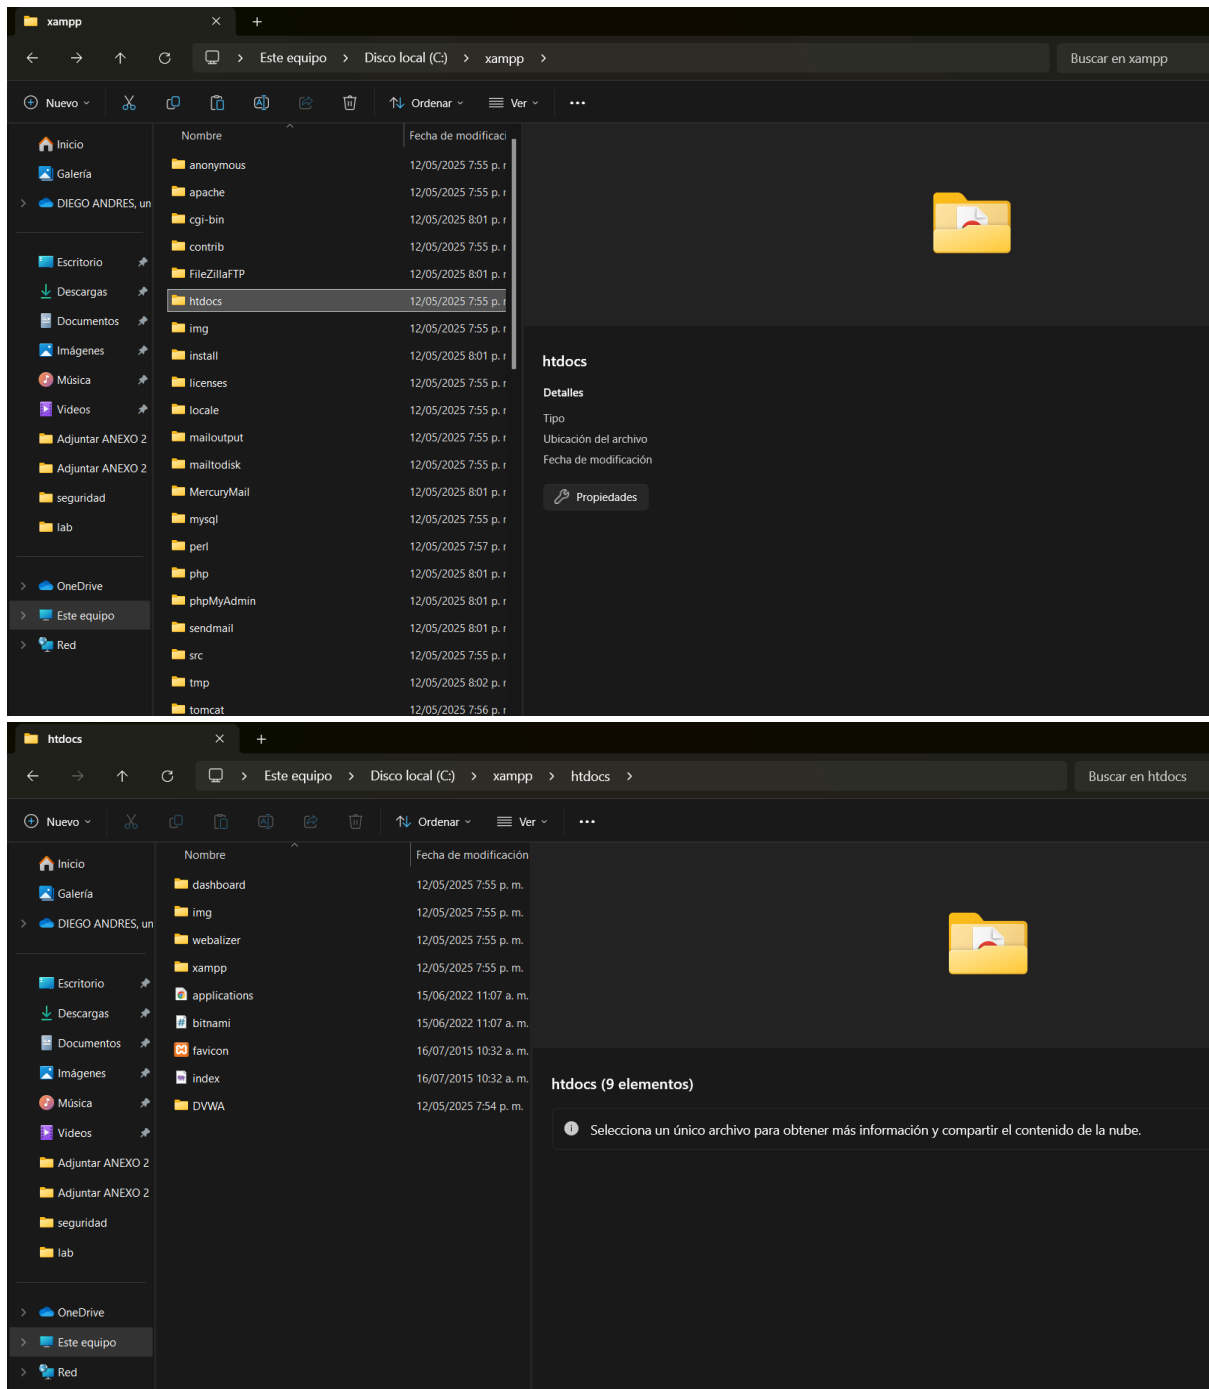 xampp
Este equipo > Disco local (C:) > xampp >
Buscar en xampp
Nuevo
Ordenar
Ver
Inicio
Galería
DIEGO ANDRES, un
Escritorio
Descargas
Documentos
Imágenes
Música
Videos
Adjuntar ANEXO 2
Adjuntar ANEXO 2
seguridad
lab
OneDrive
Este equipo
Red
Nombre Fecha de modificaci
anonymous 12/05/2025 7:55 p. r
apache 12/05/2025 7:55 p. r
cgi-bin 12/05/2025 8:01 p. r
contrib 12/05/2025 7:55 p. r
FileZillaFTP 12/05/2025 8:01 p. r
htdocs 12/05/2025 7:55 p. r
img 12/05/2025 7:55 p. r
install 12/05/2025 8:01 p. r
licenses 12/05/2025 7:55 p. r
locale 12/05/2025 7:55 p. r
mailoutput 12/05/2025 7:55 p. r
mailtodisk 12/05/2025 7:55 p. r
MercuryMail 12/05/2025 8:01 p. r
mysql 12/05/2025 7:55 p. r
perl 12/05/2025 7:57 p. r
php 12/05/2025 8:01 p. r
phpMyAdmin 12/05/2025 8:01 p. r
sendmail 12/05/2025 8:01 p. r
src 12/05/2025 7:55 p. r
tmp 12/05/2025 8:02 p. r
tomcat 12/05/2025 7:56 p. r
htdocs
Detalles
Tipo
Ubicación del archivo
Fecha de modificación
Propiedades
htdocs
Este equipo > Disco local (C:) > xampp > htdocs >
Buscar en htdocs
Nuevo
Ordenar
Ver
Inicio
Galería
DIEGO ANDRES, un
Escritorio
Descargas
Documentos
Imágenes
Música
Videos
Adjuntar ANEXO 2
Adjuntar ANEXO 2
seguridad
lab
OneDrive
Este equipo
Red
Nombre Fecha de modificación
dashboard 12/05/2025 7:55 p. m.
img 12/05/2025 7:55 p. m.
webalizer 12/05/2025 7:55 p. m.
xampp 12/05/2025 7:55 p. m.
applications 15/06/2022 11:07 a. m.
bitnami 15/06/2022 11:07 a. m.
favicon 16/07/2015 10:32 a. m.
index 16/07/2015 10:32 a. m.
DVWA 12/05/2025 7:54 p. m.
htdocs (9 elementos)
Selecciona un único archivo para obtener más información y compartir el contenido de la nube.